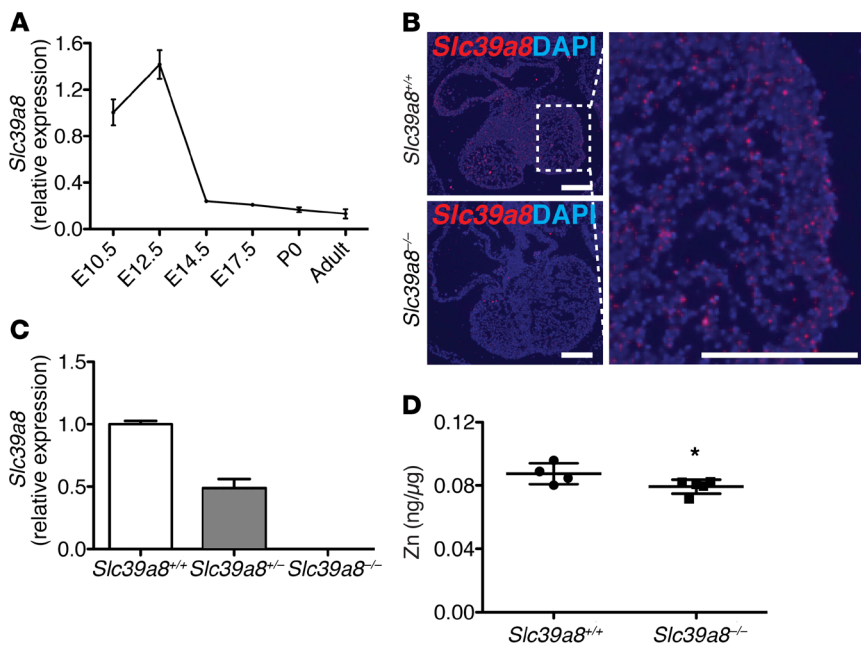 A
Slc39a8
(relative expression)
1.6
1.2
0.8
0.4
0.0
E10.5
E12.5
E14.5
E17.5
P0
Adult
B
Slc39a8DAPI
Slc39a8+/+
Slc39a8DAPI
Slc39a8–/–
C
Slc39a8
(relative expression)
1.5
1.0
0.5
0.0
Slc39a8+/+ Slc39a8+/– Slc39a8–/–
D
Zn (ng/µg)
0.12
0.08
0.04
0.00
*
Slc39a8+/+ Slc39a8–/–